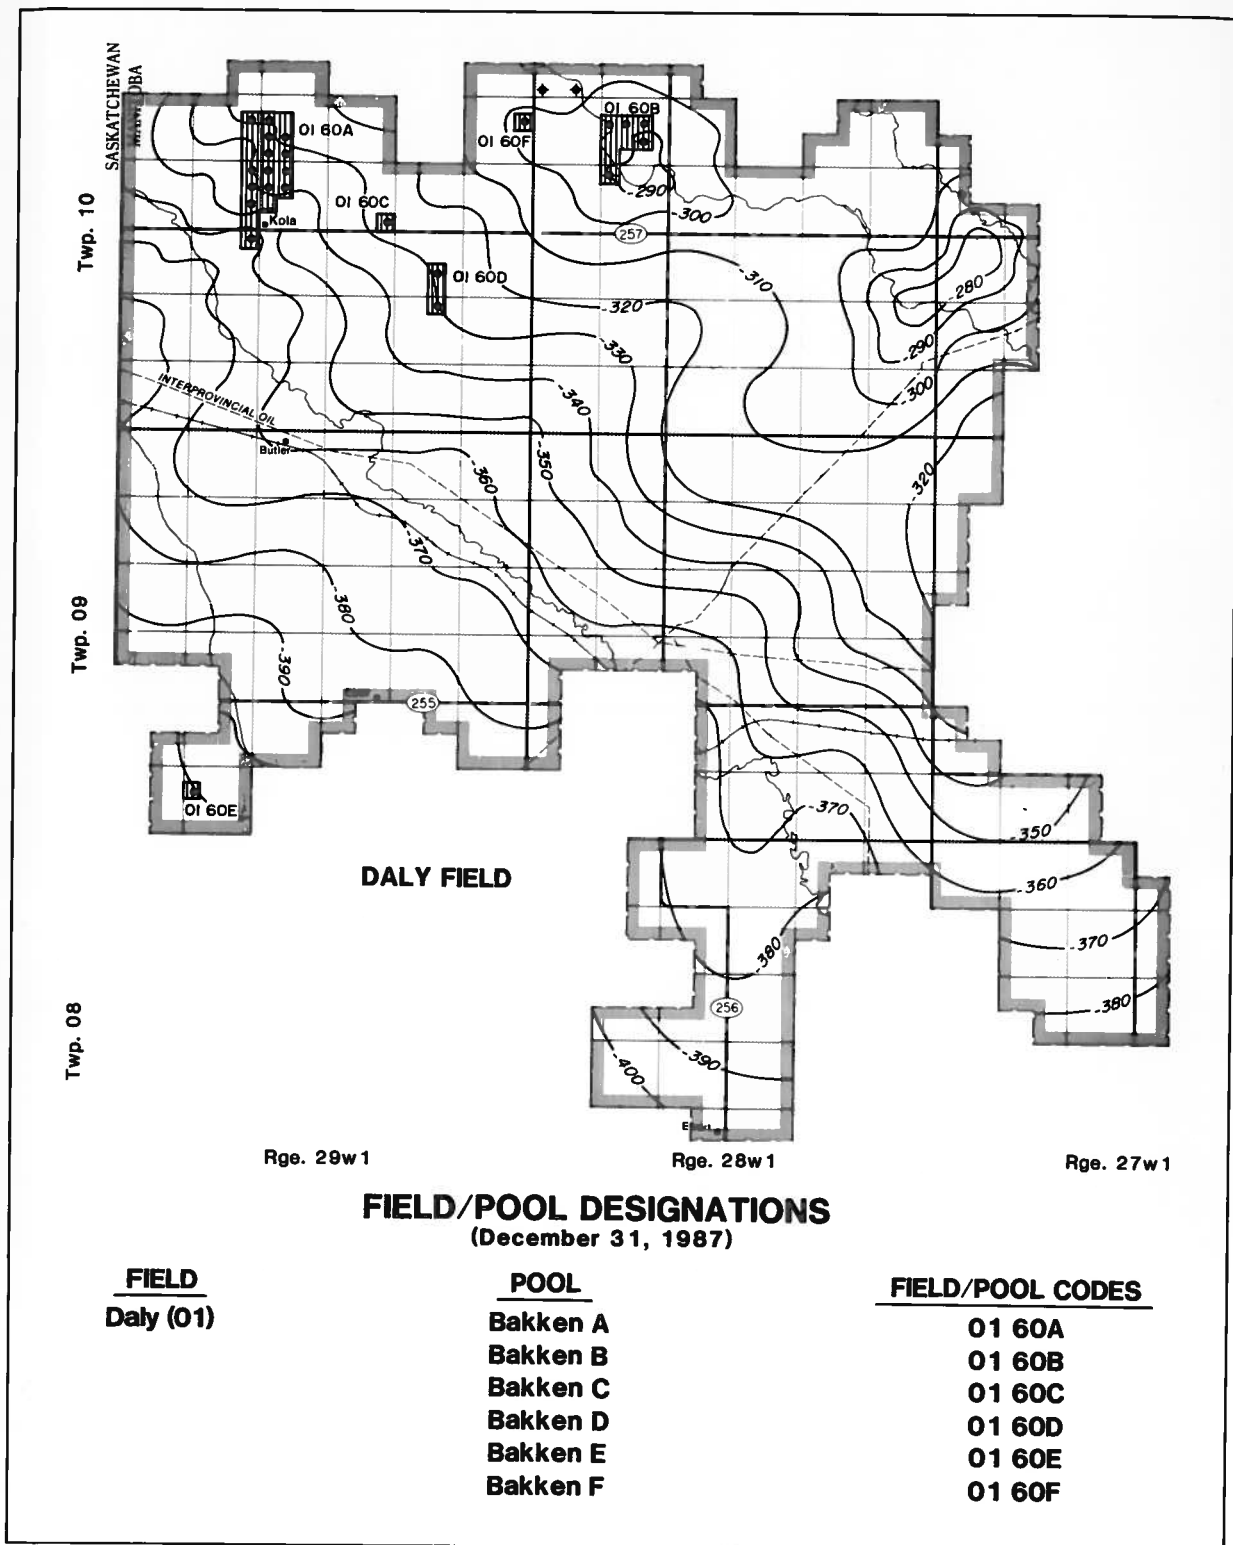 SASKATCHEWAN
MANITOBA
Twp. 10
Twp. 09
Twp. 08
01 60A
01 60F
01 60B
01 60C
Kola
01 60D
257
-290
-300
-310
-320
-330
-340
-280
-290
-300
-320
INTERPROVINCIAL OIL
Butler
-350
-360
-370
-380
-390
255
01 60E
-370
-350
-360
-370
-380
-380
256
-390
-400
DALY FIELD
Rge. 29w1
Rge. 28w1
Rge. 27w1
FIELD/POOL DESIGNATIONS
(December 31, 1987)
FIELD
POOL
FIELD/POOL CODES
Daly (01)
Bakken A
01 60A
Bakken B
01 60B
Bakken C
01 60C
Bakken D
01 60D
Bakken E
01 60E
Bakken F
01 60F